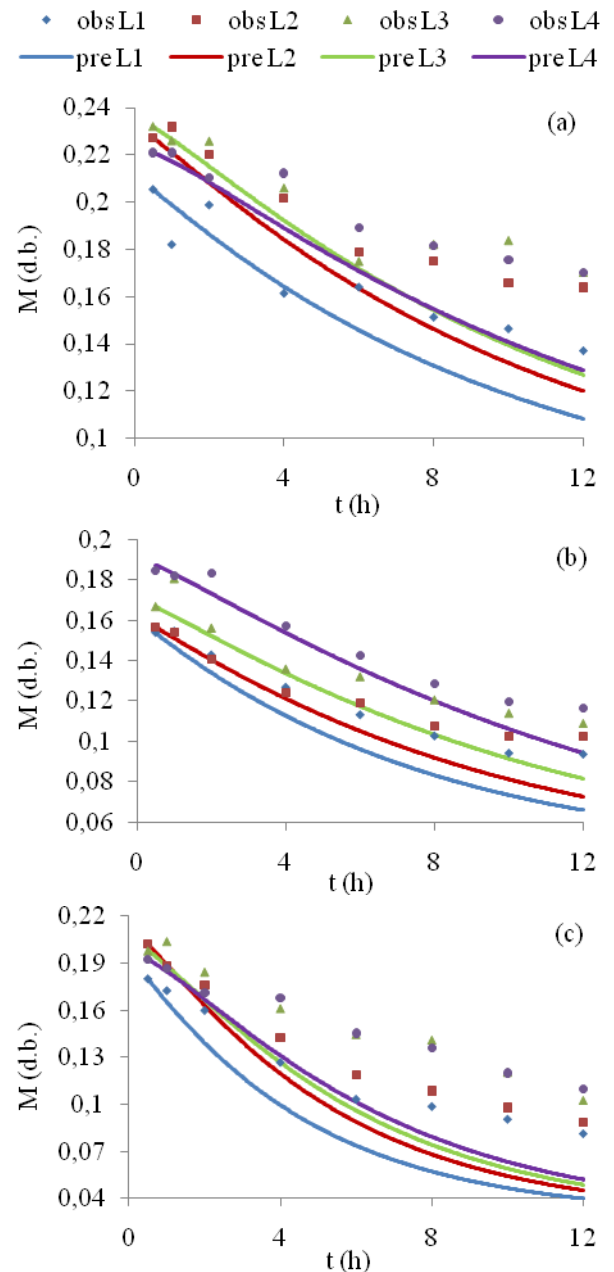 obs L1 obs L2 obs L3 obs L4
pre L1 pre L2 pre L3 pre L4
(a)
0,24
0,22
0,2
0,18
0,16
0,14
0,12
0,1
M (d.b.)
0 4 8 12
t (h)
(b)
0,2
0,18
0,16
0,14
0,12
0,1
0,08
0,06
M (d.b.)
0 4 8 12
t (h)
(c)
0,22
0,19
0,16
0,13
0,1
0,07
0,04
M (d.b.)
0 4 8 12
t (h)